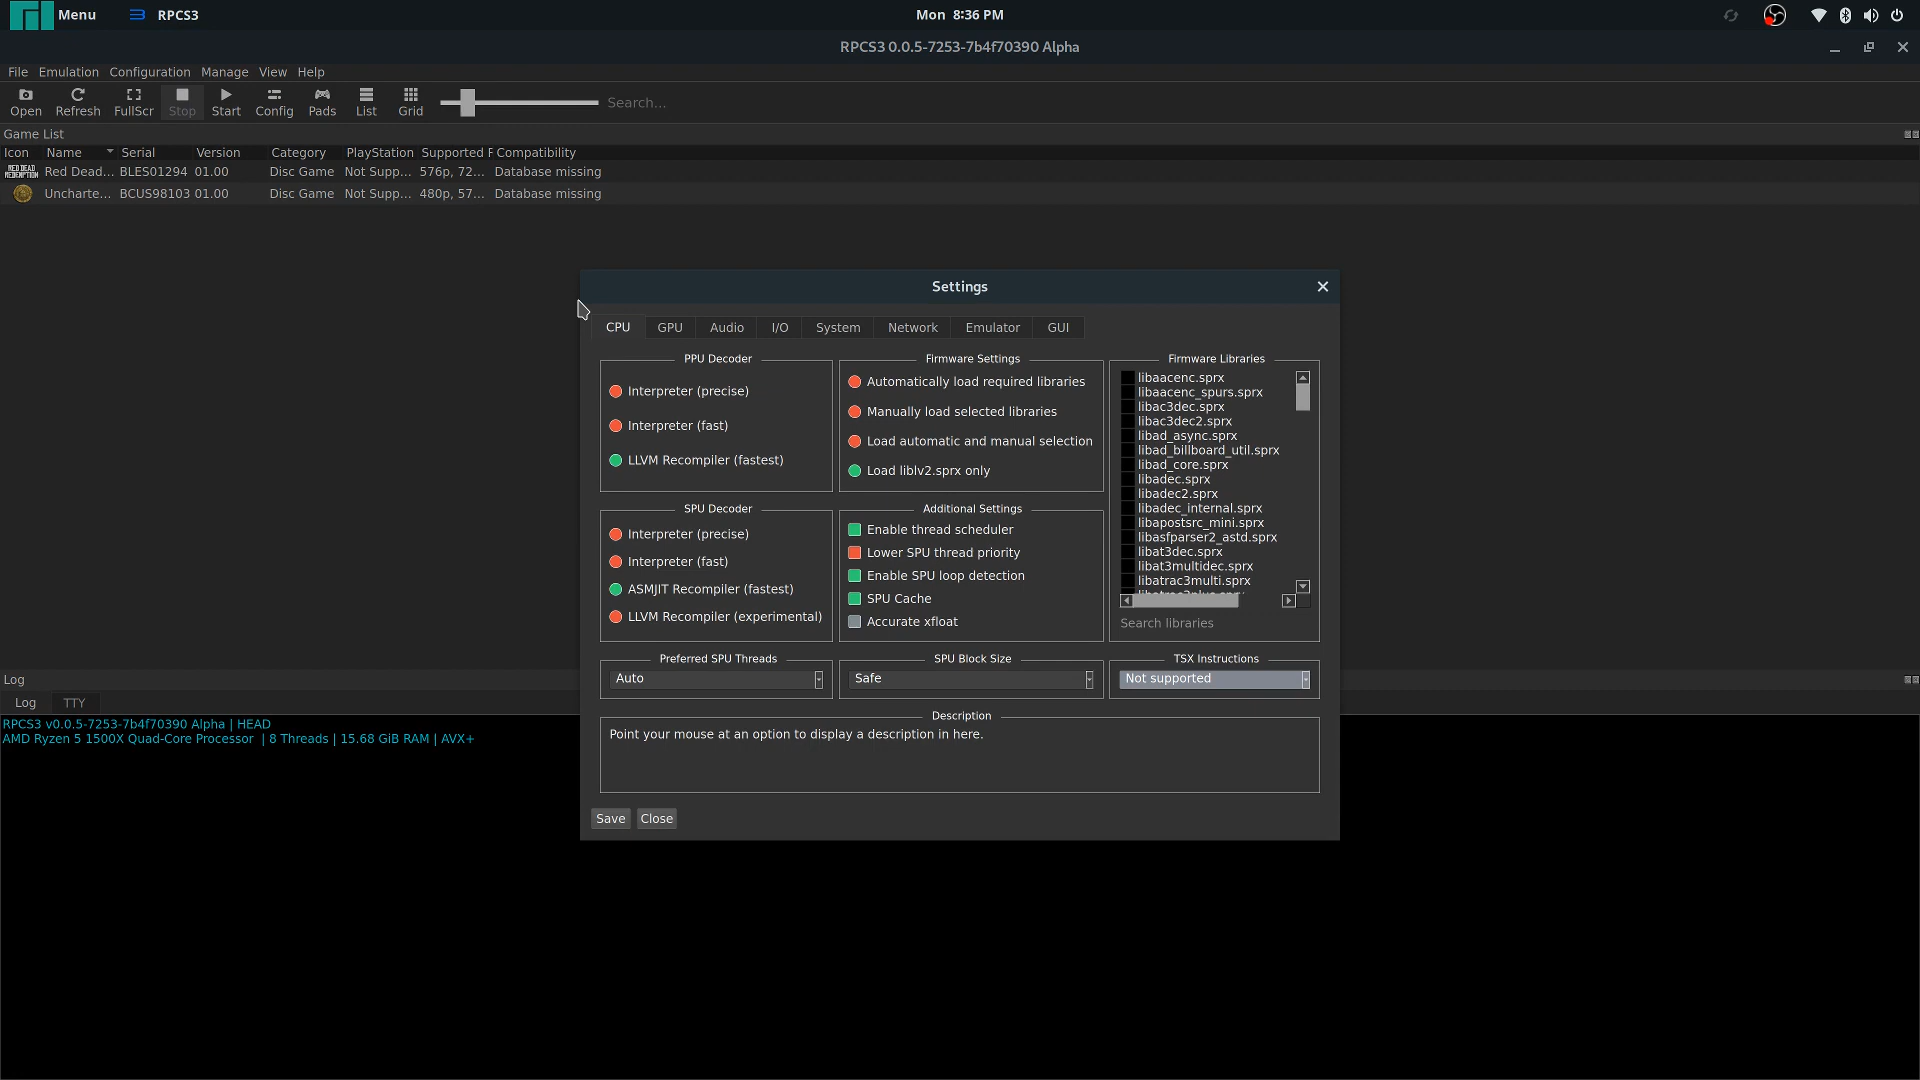 Menu RPCS3 Mon 8:36 PM
RPCS3 0.0.5-7253-7b4f70390 Alpha
File Emulation Configuration Manage View Help
Open Refresh FullScr Stop Start Config Pads List Grid Search...
Game List
Icon Name Serial Version Category PlayStation Supported F Compatibility
RED DEAD REDEMPTION Red Dead... BLES01294 01.00 Disc Game Not Supp... 576p, 72... Database missing
Uncharte... BCUS98103 01.00 Disc Game Not Supp... 480p, 57... Database missing
Settings
CPU GPU Audio I/O System Network Emulator GUI
PPU Decoder
Interpreter (precise)
Interpreter (fast)
LLVM Recompiler (fastest)
Firmware Settings
Automatically load required libraries
Manually load selected libraries
Load automatic and manual selection
Load liblv2.sprx only
Firmware Libraries
libaacenc.sprx
libaacenc_spurs.sprx
libac3dec.sprx
libac3dec2.sprx
libad_async.sprx
libad_billboard_util.sprx
libad_core.sprx
libadec.sprx
libadec2.sprx
libadec_internal.sprx
libapostsrc_mini.sprx
libasfparser2_astd.sprx
libat3dec.sprx
libat3multidec.sprx
libatrac3multi.sprx
Search libraries
SPU Decoder
Interpreter (precise)
Interpreter (fast)
ASMJIT Recompiler (fastest)
LLVM Recompiler (experimental)
Additional Settings
Enable thread scheduler
Lower SPU thread priority
Enable SPU loop detection
SPU Cache
Accurate xfloat
Preferred SPU Threads
Auto
SPU Block Size
Safe
TSX Instructions
Not supported
Description
Point your mouse at an option to display a description in here.
Save Close
Log
Log TTY
RPCS3 v0.0.5-7253-7b4f70390 Alpha | HEAD
AMD Ryzen 5 1500X Quad-Core Processor | 8 Threads | 15.68 GiB RAM | AVX+